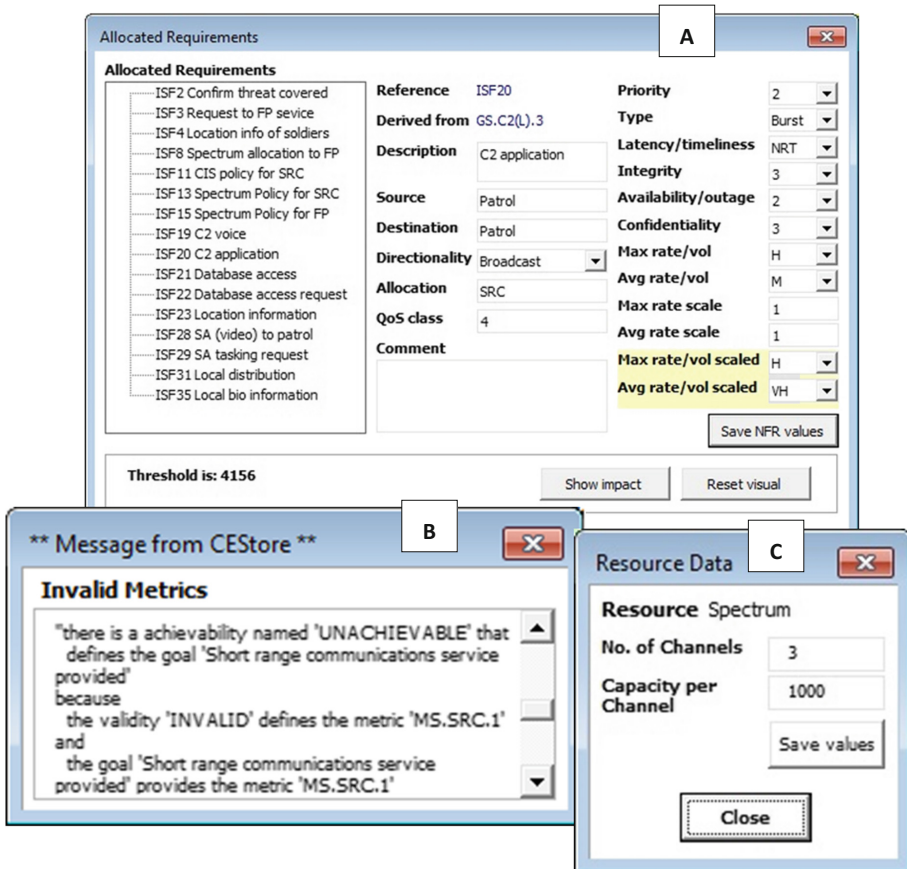 A
Allocated Requirements
Allocated Requirements
ISF2 Confirm threat covered
ISF3 Request to FP sevice
ISF4 Location info of soldiers
ISF8 Spectrum allocation to FP
ISF11 CIS policy for SRC
ISF13 Spectrum Policy for SRC
ISF15 Spectrum Policy for FP
ISF19 C2 voice
ISF20 C2 application
ISF21 Database access
ISF22 Database access request
ISF23 Location information
ISF28 SA (video) to patrol
ISF29 SA tasking request
ISF31 Local distribution
ISF35 Local bio information
Reference ISF20
Derived from GS.C2(L).3
Description C2 application
Source Patrol
Destination Patrol
Directionality Broadcast
Allocation SRC
QoS class 4
Comment
Priority 2
Type Burst
Latency/timeliness NRT
Integrity 3
Availability/outage 2
Confidentiality 3
Max rate/vol H
Avg rate/vol M
Max rate scale 1
Avg rate scale 1
Max rate/vol scaled H
Avg rate/vol scaled VH
Save NFR values
Threshold is: 4156
Show impact
Reset visual
B
** Message from CEStore **
Invalid Metrics
"there is a achievability named 'UNACHIEVABLE' that
defines the goal 'Short range communications service
provided'
because
the validity 'INVALID' defines the metric 'MS.SRC.1'
and
the goal 'Short range communications service
provided' provides the metric 'MS.SRC.1'
C
Resource Data
Resource Spectrum
No. of Channels 3
Capacity per
Channel 1000
Save values
Close